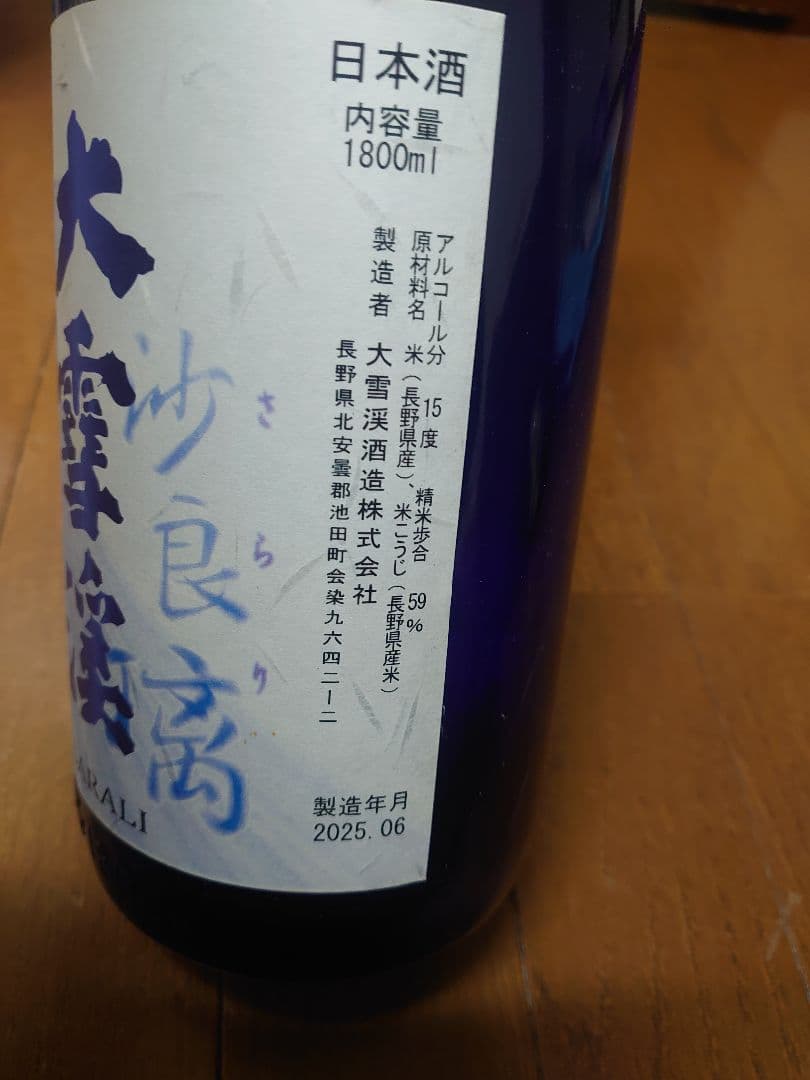 日本酒
内容量
1800ml
アルコール分 15度 精米歩合 59%
原材料名 米(長野県産)、米こうじ(長野県産米)
製造者 大雪渓酒造株式会社
長野県北安曇郡池田町会染九六四二ー二
さらり
沙良離
大雪渓
ARALI
製造年月
2025.06